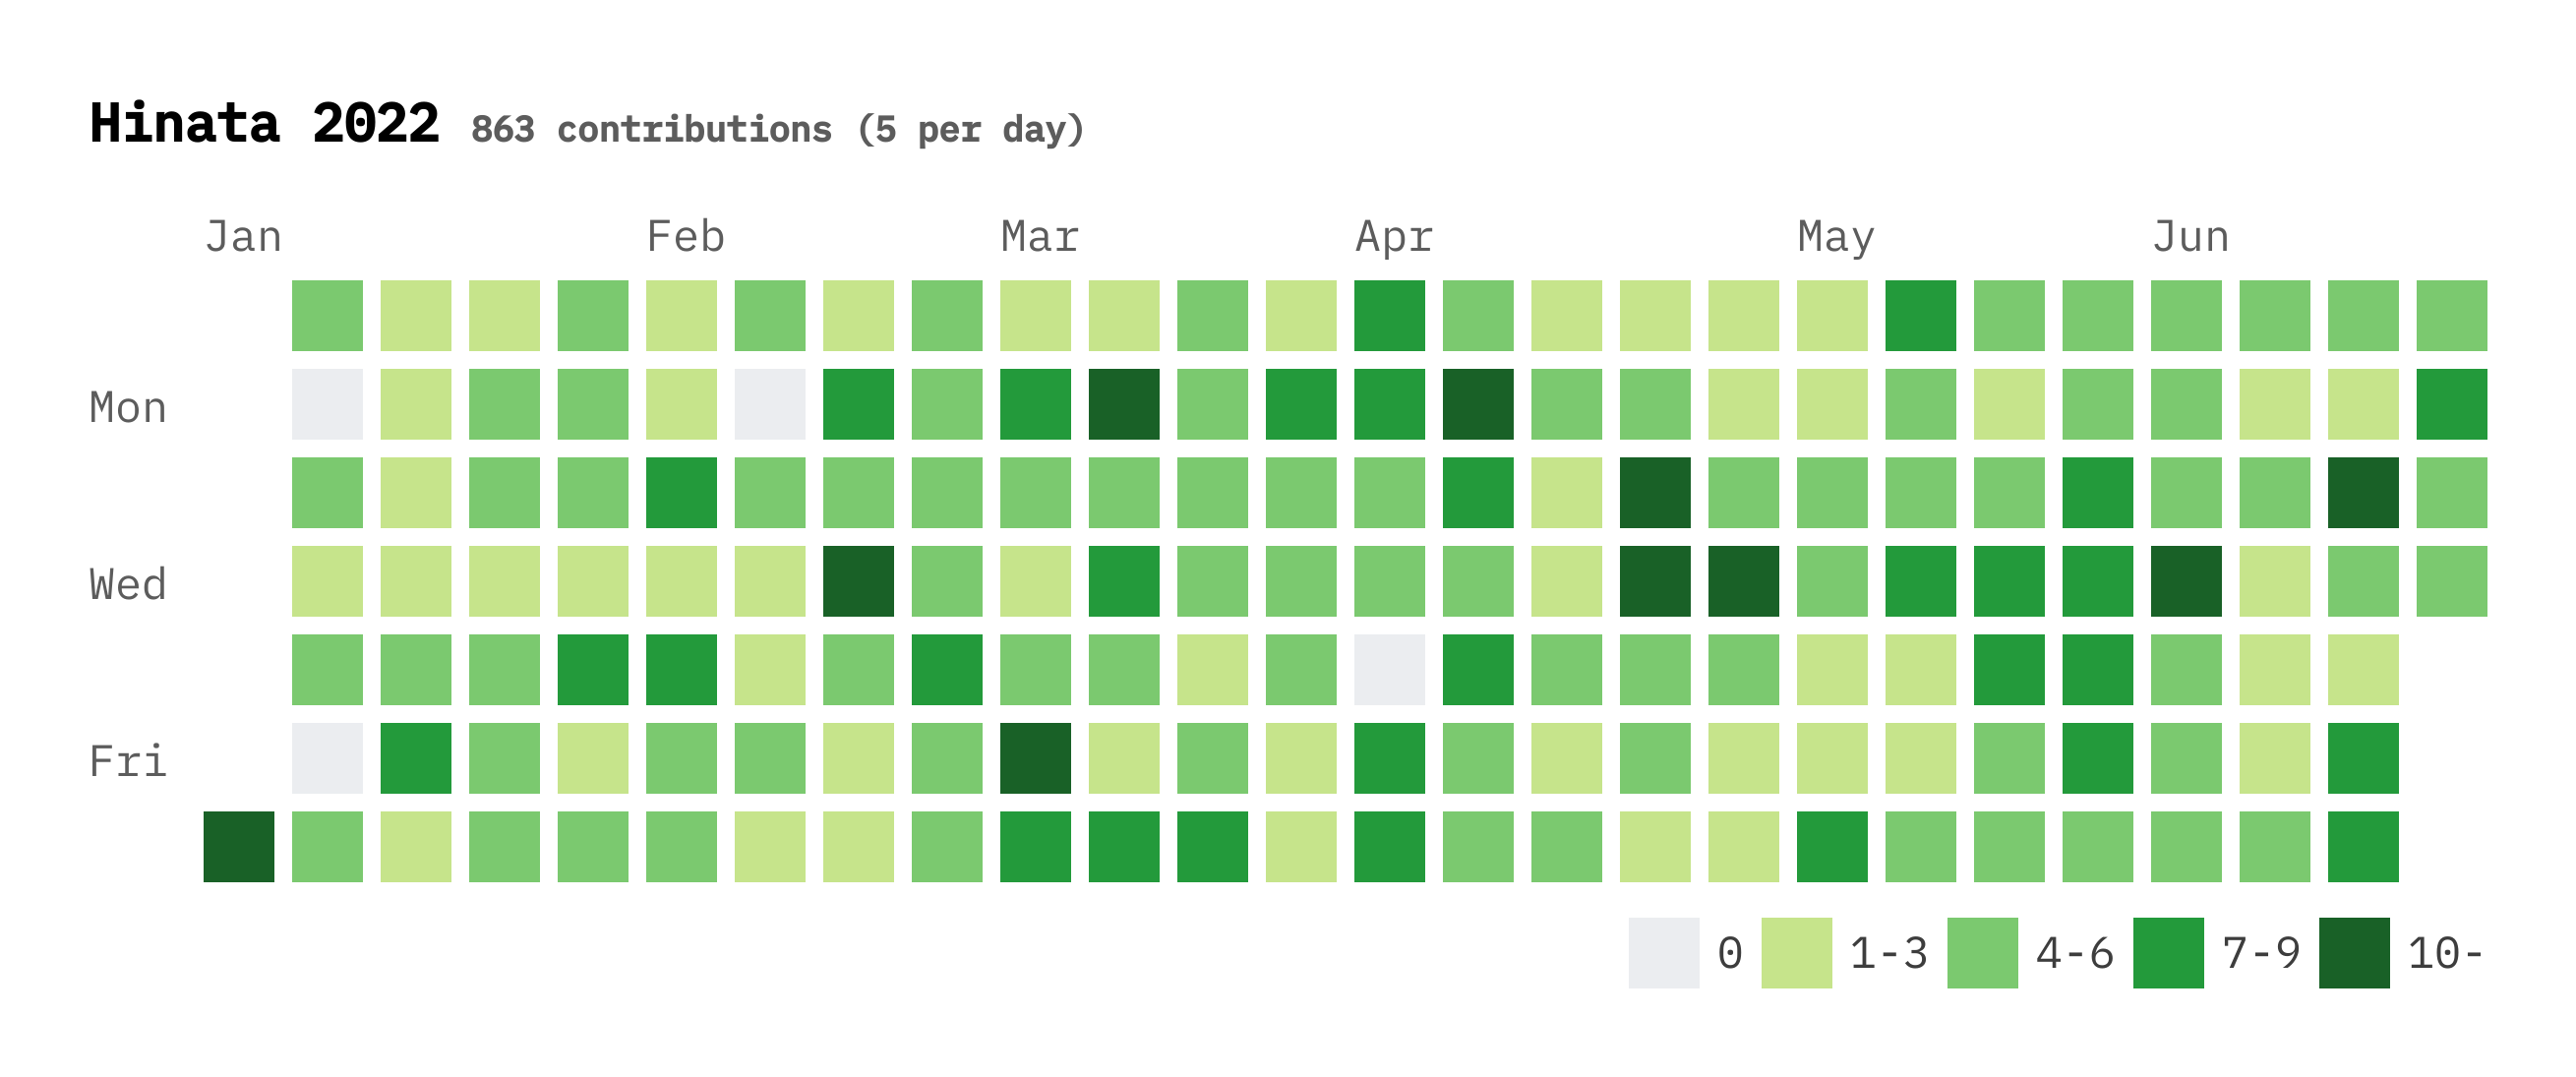 Hinata 2022 863 contributions (5 per day)
Jan Feb Mar Apr May Jun
Mon
Wed
Fri
0 1-3 4-6 7-9 10-